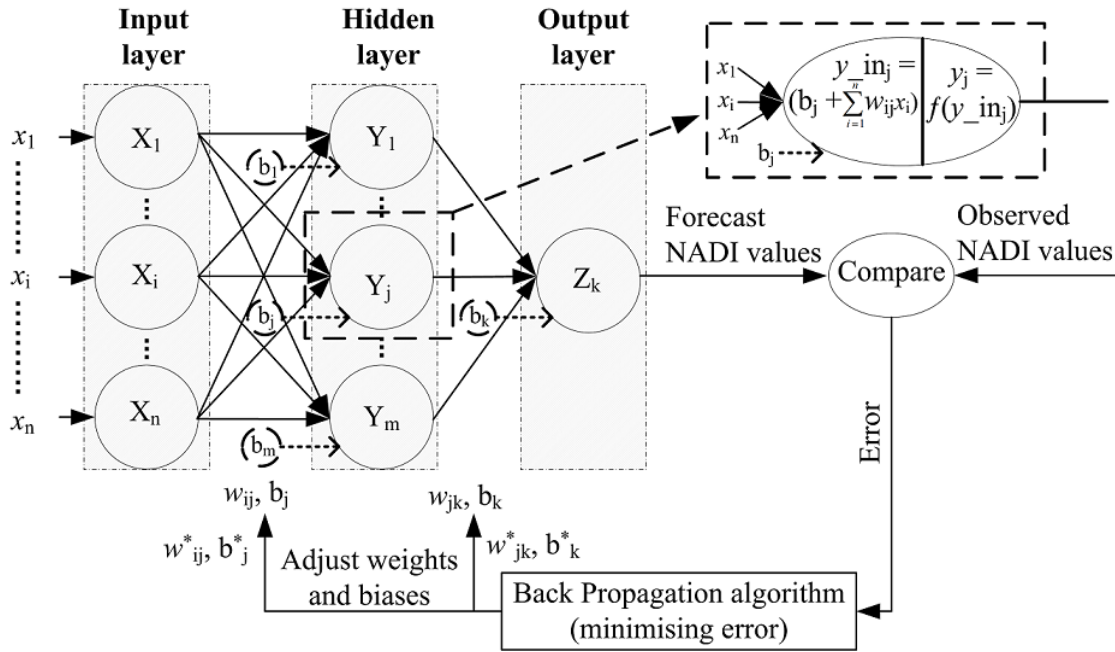 Input
layer
Hidden
layer
Output
layer
x1
xi
xn
X1
Xi
Xn
b1
bj
bm
Y1
Yj
Ym
bk
Zk
x1
xi
xn
bj
y_inj =
(bj + n∑i=1 wijxi)
yj =
f(y_inj)
Forecast
NADI values
Compare
Observed
NADI values
Error
wij, bj
w*ij, b*j
wjk, bk
w*jk, b*k
Adjust weights
and biases
Back Propagation algorithm
(minimising error)